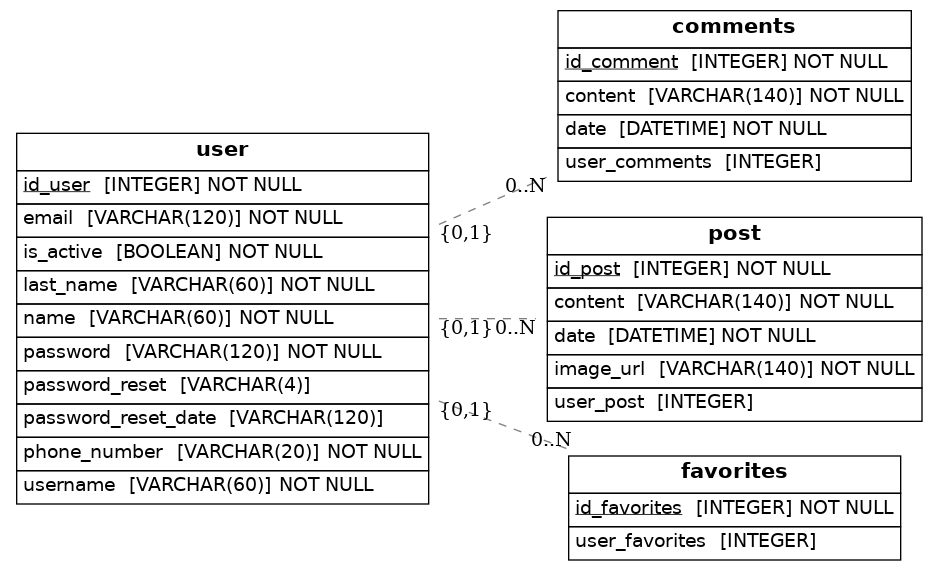 user
id_user [INTEGER] NOT NULL
email [VARCHAR(120)] NOT NULL
is_active [BOOLEAN] NOT NULL
last_name [VARCHAR(60)] NOT NULL
name [VARCHAR(60)] NOT NULL
password [VARCHAR(120)] NOT NULL
password_reset [VARCHAR(4)]
password_reset_date [VARCHAR(120)]
phone_number [VARCHAR(20)] NOT NULL
username [VARCHAR(60)] NOT NULL
0..N
{0,1}
{0,1}
0..N
{0,1}
0..N
comments
id_comment [INTEGER] NOT NULL
content [VARCHAR(140)] NOT NULL
date [DATETIME] NOT NULL
user_comments [INTEGER]
post
id_post [INTEGER] NOT NULL
content [VARCHAR(140)] NOT NULL
date [DATETIME] NOT NULL
image_url [VARCHAR(140)] NOT NULL
user_post [INTEGER]
favorites
id_favorites [INTEGER] NOT NULL
user_favorites [INTEGER]